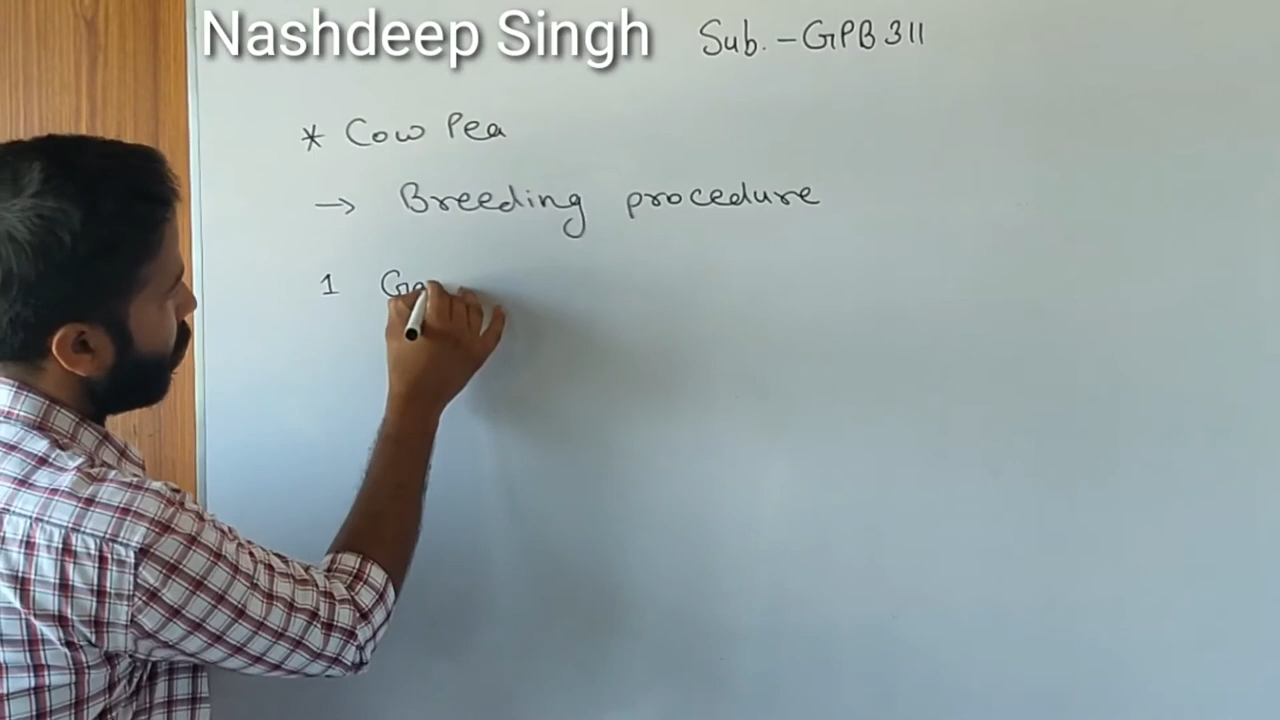 Nashdeep Singh
Sub. - GPB 311
* Cow Pea
→ Breeding procedure
1